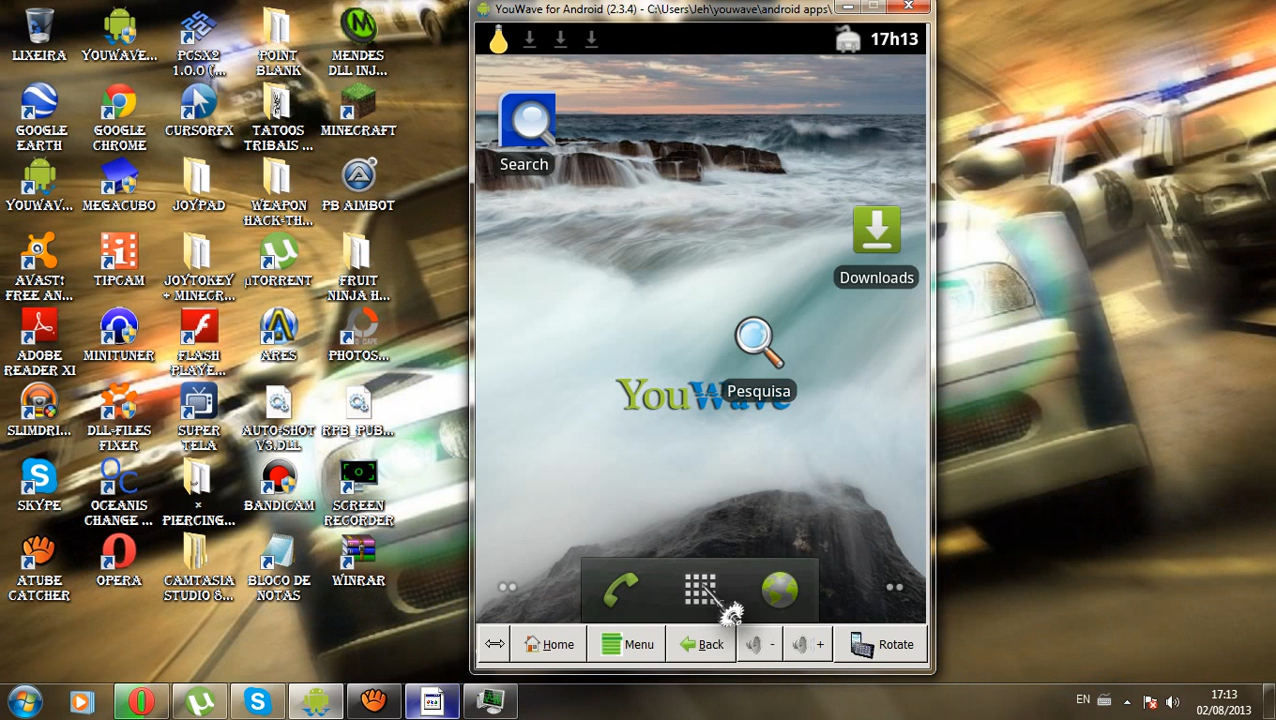 YouWave for Android (2.3.4) - C:\Users\Jeh\youwave\android apps\
17h13
Search
Downloads
YouWave
Pesquisa
Home
Menu
Back
-
+
Rotate
LIXEIRA
YOUWAVE...
PCSX2
1.0.0 (...
POINT
BLANK
MENDES
DLL INJ...
GOOGLE
EARTH
GOOGLE
CHROME
CURSORFX
TATOOS
TRIBAIS ...
MINECRAFT
YOUWAV...
MEGACUBO
JOYPAD
WEAPON
HACK-TH...
PB AIMBOT
AVAST!
FREE AN...
TIPCAM
JOYTOKEY
+ MINECR...
µTORRENT
FRUIT
NINJA H...
ADOBE
READER XI
MINITUNER
FLASH
PLAYE...
ARES
PHOTOS...
SLIMDRI...
DLL-FILES
FIXER
SUPER
TELA
AUTO-SHOT
V3.DLL
RPB_PUB...
SKYPE
OCEANIS
CHANGE ...
×
PIERCING...
BANDICAM
SCREEN
RECORDER
ATUBE
CATCHER
OPERA
CAMTASIA
STUDIO 8...
BLOCO DE
NOTAS
WINRAR
EN
17:13
02/08/2013